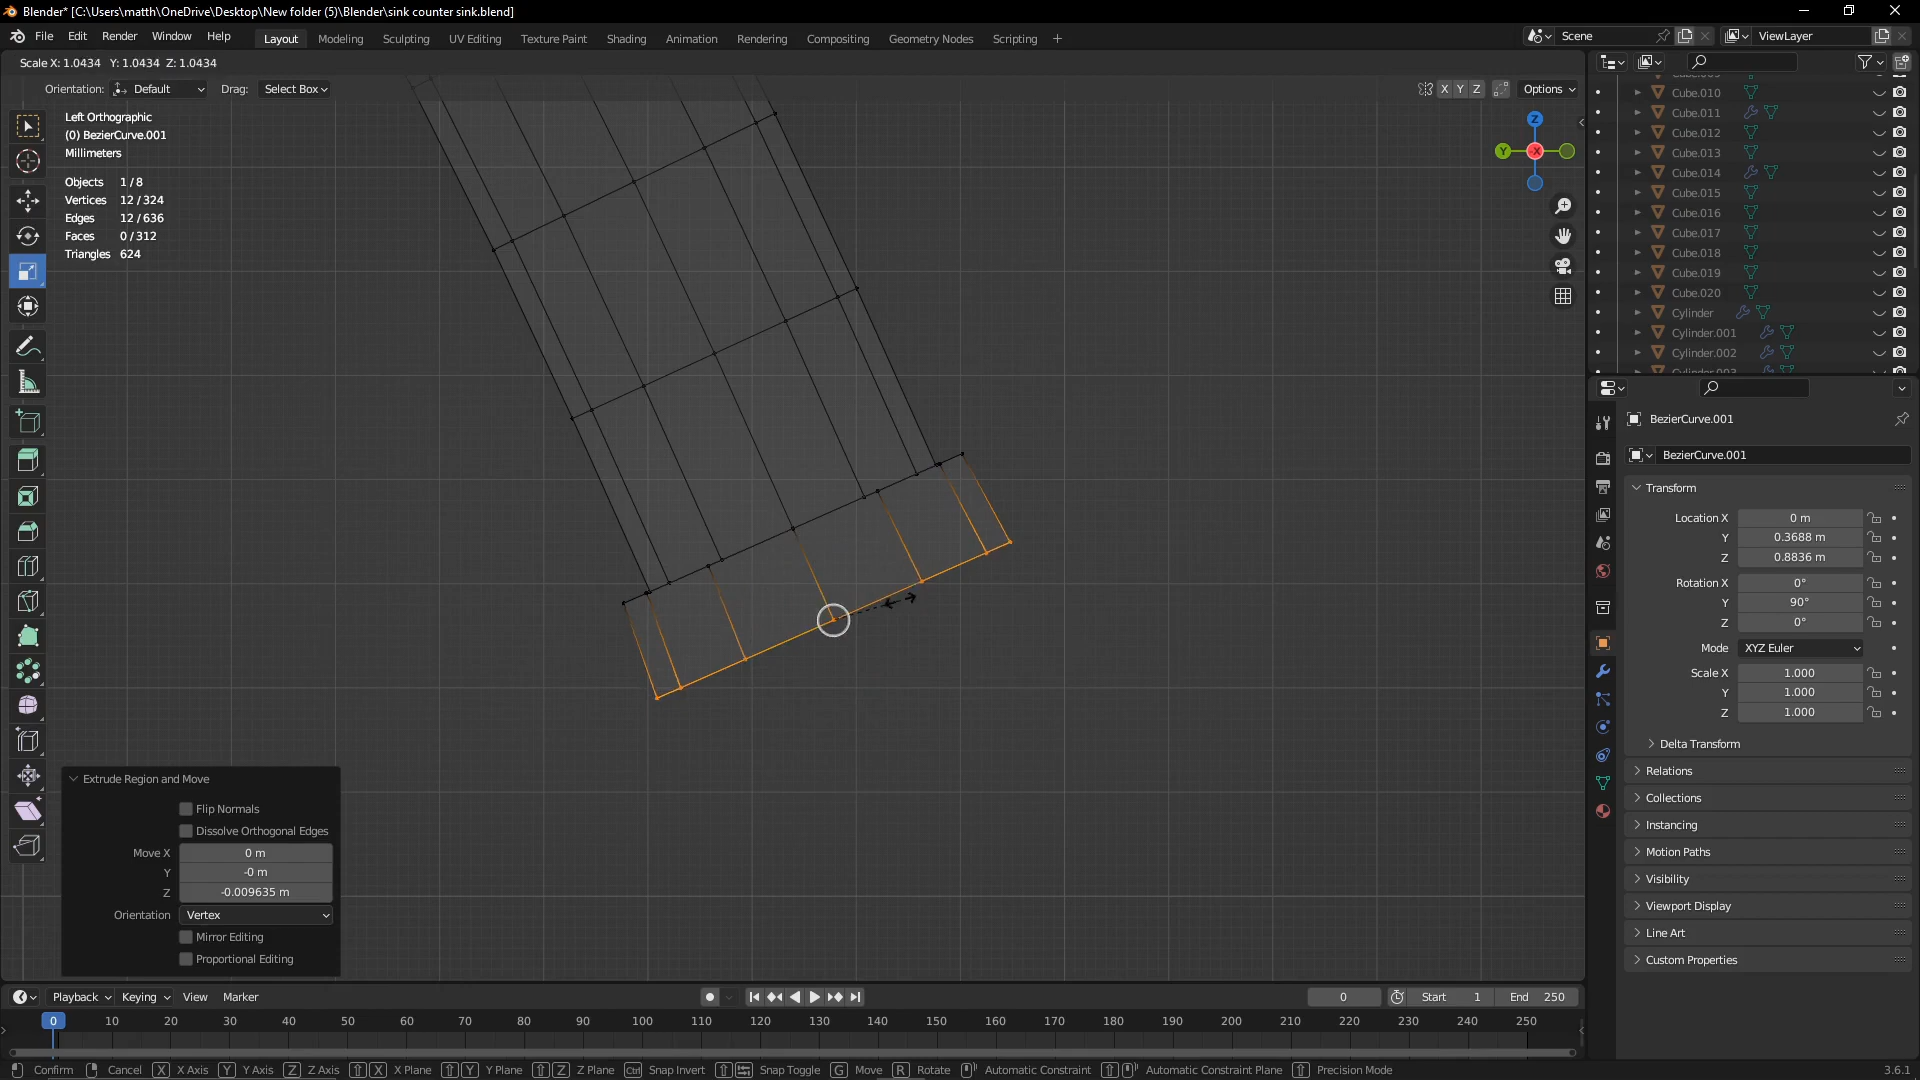 Blender* [C:\Users\matth\OneDrive\Desktop\New folder (5)\Blender\sink counter sink.blend]
File Edit Render Window Help Layout Modeling Sculpting UV Editing Texture Paint Shading Animation Rendering Compositing Geometry Nodes Scripting + Scene ViewLayer
Scale X: 1.0434 Y: 1.0434 Z: 1.0434
Orientation: Default Drag: Select Box X Y Z Options
Left Orthographic
(0) BezierCurve.001
Millimeters
Objects 1/8
Vertices 12/324
Edges 12/636
Faces 0/312
Triangles 624
Z
Y
-X
Cube.010
Cube.011
Cube.012
Cube.013
Cube.014
Cube.015
Cube.016
Cube.017
Cube.018
Cube.019
Cube.020
Cylinder
Cylinder.001
Cylinder.002
BezierCurve.001
BezierCurve.001
Transform
Location X 0 m
Y 0.3688 m
Z 0.8836 m
Rotation X 0°
Y 90°
Z 0°
Mode XYZ Euler
Scale X 1.000
Y 1.000
Z 1.000
Delta Transform
Relations
Collections
Instancing
Motion Paths
Visibility
Viewport Display
Line Art
Custom Properties
Extrude Region and Move
Flip Normals
Dissolve Orthogonal Edges
Move X 0 m
Y -0 m
Z -0.009635 m
Orientation Vertex
Mirror Editing
Proportional Editing
Playback Keying View Marker 0 Start 1 End 250
0 10 20 30 40 50 60 70 80 90 100 110 120 130 140 150 160 170 180 190 200 210 220 230 240 250
Confirm Cancel X X Axis Y Y Axis Z Z Axis X X Plane Y Y Plane Z Z Plane Ctrl Snap Invert Snap Toggle G Move R Rotate Automatic Constraint Automatic Constraint Plane Precision Mode 3.6.1